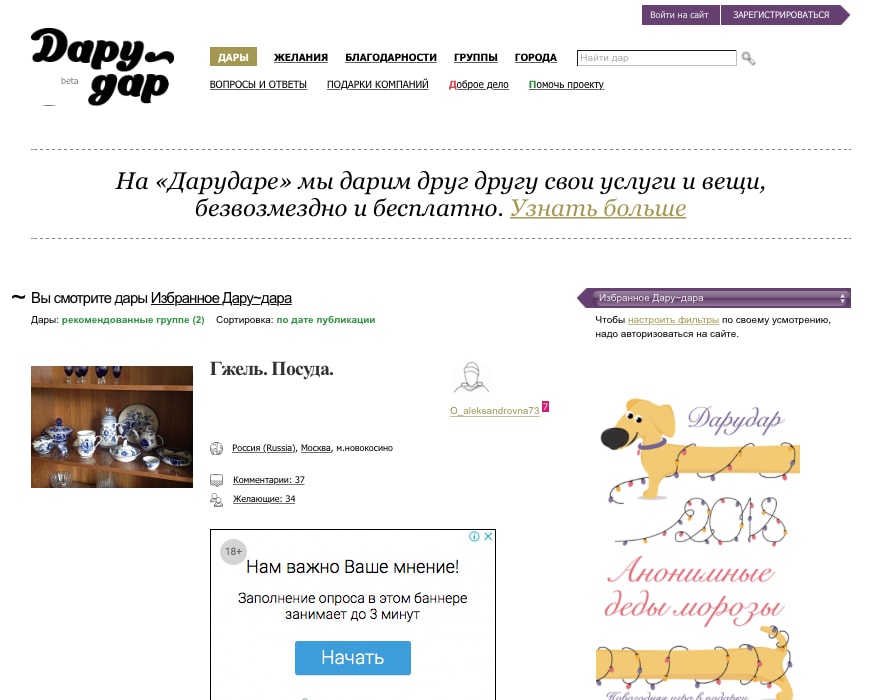 Войти на сайт ЗАРЕГИСТРИРОВАТЬСЯ
Дару~
дар
beta
ДАРЫ ЖЕЛАНИЯ БЛАГОДАРНОСТИ ГРУППЫ ГОРОДА Найти дар
ВОПРОСЫ И ОТВЕТЫ ПОДАРКИ КОМПАНИЙ Доброе дело Помочь проекту
На «Дарударе» мы дарим друг другу свои услуги и вещи,
безвозмездно и бесплатно. Узнать больше
~ Вы смотрите дары Избранное Дару~дара
Дары: рекомендованные группе (2) Сортировка: по дате публикации
Избранное Дару~дара
Чтобы настроить фильтры по своему усмотрению,
надо авторизоваться на сайте.
Гжель. Посуда.
O_aleksandrovna73 7
Россия (Russia), Москва, м.новокосино
Комментарии: 37
Желающие: 34
18+
Нам важно Ваше мнение!
Заполнение опроса в этом баннере
занимает до 3 минут
Начать
Дарудар
2018
Анонимные
деды морозы
Новогодняя игра в подарки